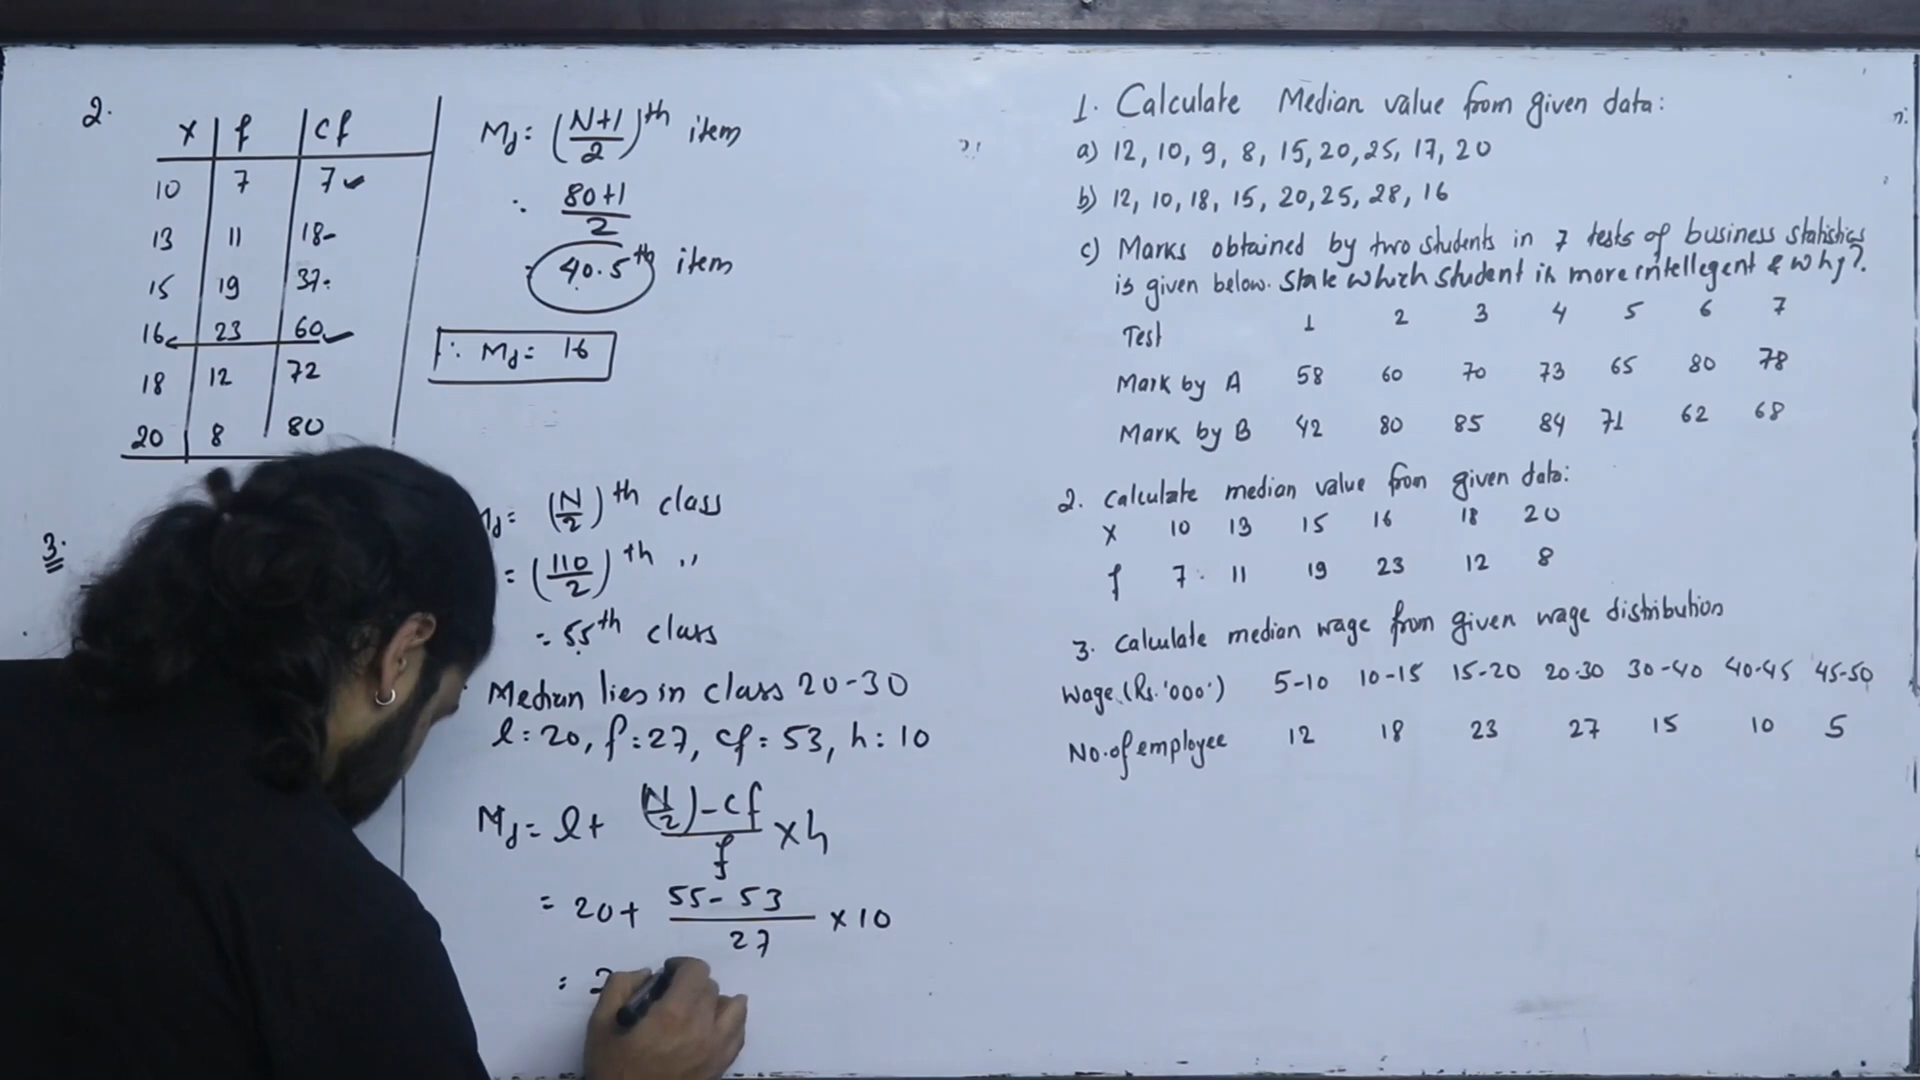 2.
x f cf
10 7 7
13 11 18
15 19 37
16 23 60
18 12 72
20 8 80
Md = (N+1/2)th item
∴ 80+1/2
= 40.5th item
∴ Md = 16
3.
= (N/2)th class
= (110/2)th ,,
= 55th class
Median lies in class 20-30
l = 20, f = 27, cf = 53, h = 10
Md = l + (N/2) - cf / f × h
= 20 + 55 - 53 / 27 × 10
= 2
1. Calculate Median value from given data:
a) 12, 10, 9, 8, 15, 20, 25, 17, 20
b) 12, 10, 18, 15, 20, 25, 28, 16
c) Marks obtained by two students in 7 tests of business statistics
is given below. State which student is more intellegent & why?
Test 1 2 3 4 5 6 7
Mark by A 58 60 70 73 65 80 78
Mark by B 42 80 85 84 71 62 68
2. Calculate median value from given data:
X 10 13 15 16 18 20
f 7 11 19 23 12 8
3. Calculate median wage from given wage distribution
Wage (Rs.'000') 5-10 10-15 15-20 20-30 30-40 40-45 45-50
No. of employee 12 18 23 27 15 10 5